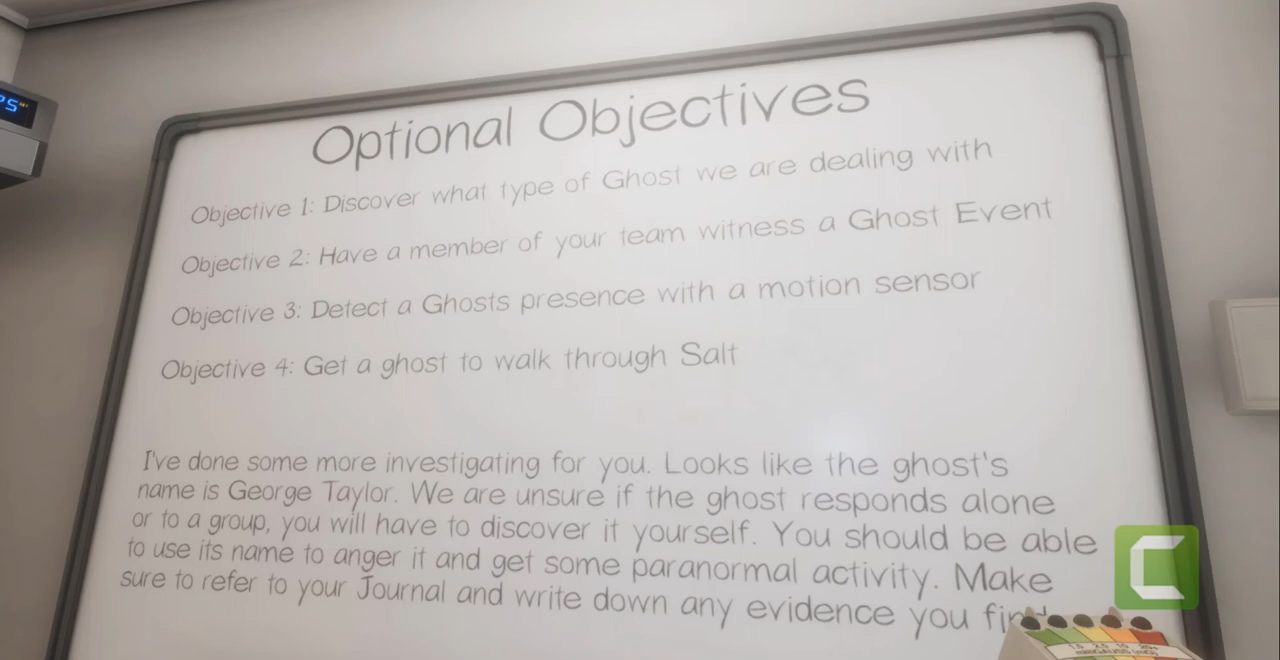 Optional Objectives
Objective 1: Discover what type of Ghost we are dealing with
Objective 2: Have a member of your team witness a Ghost Event
Objective 3: Detect a Ghosts presence with a motion sensor
Objective 4: Get a ghost to walk through Salt
I've done some more investigating for you. Looks like the ghost's
name is George Taylor. We are unsure if the ghost responds alone
or to a group, you will have to discover it yourself. You should be able
to use its name to anger it and get some paranormal activity. Make
sure to refer to your Journal and write down any evidence you